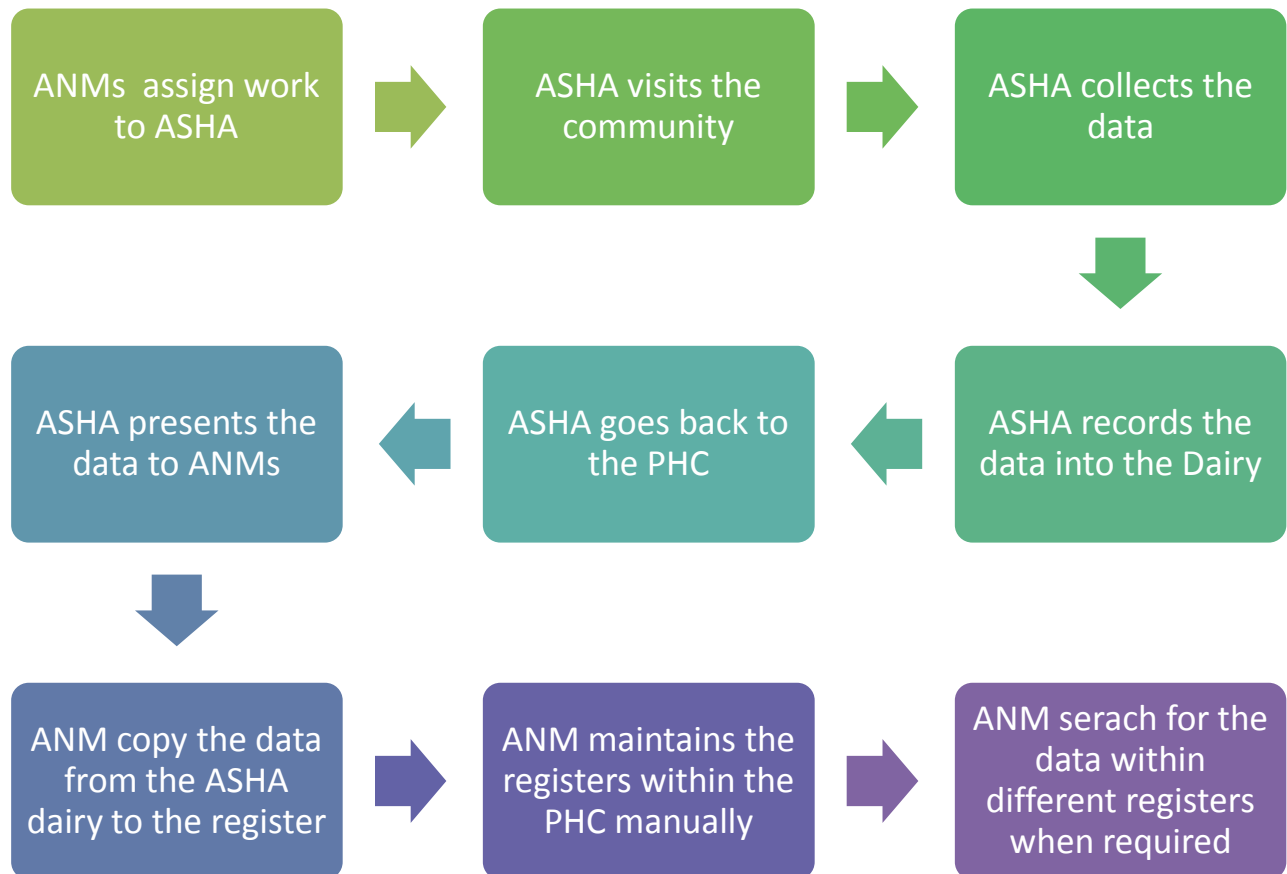 ANMs  assign work
to ASHA
ASHA visits the
community
ASHA collects the
data
ASHA records the
data into the Dairy
ASHA goes back to
the PHC
ASHA presents the
data to ANMs
ANM copy the data
from the ASHA
dairy to the register
ANM maintains the
registers within the
PHC manually
ANM serach for the
data within
different registers
when required